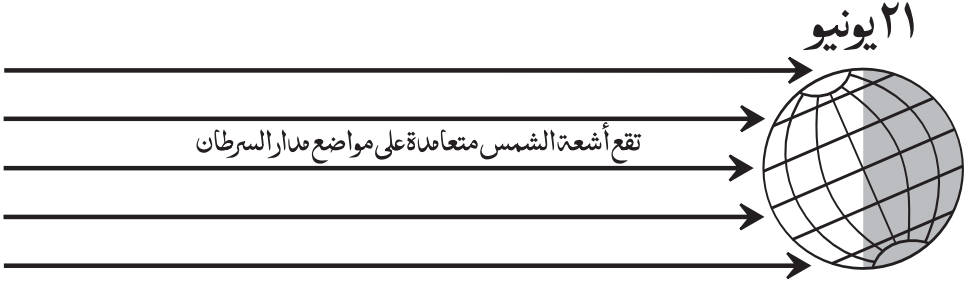 ٢١ يونيو
تقع أشعة الشمس متعامدة على مواضع مدار السرطان